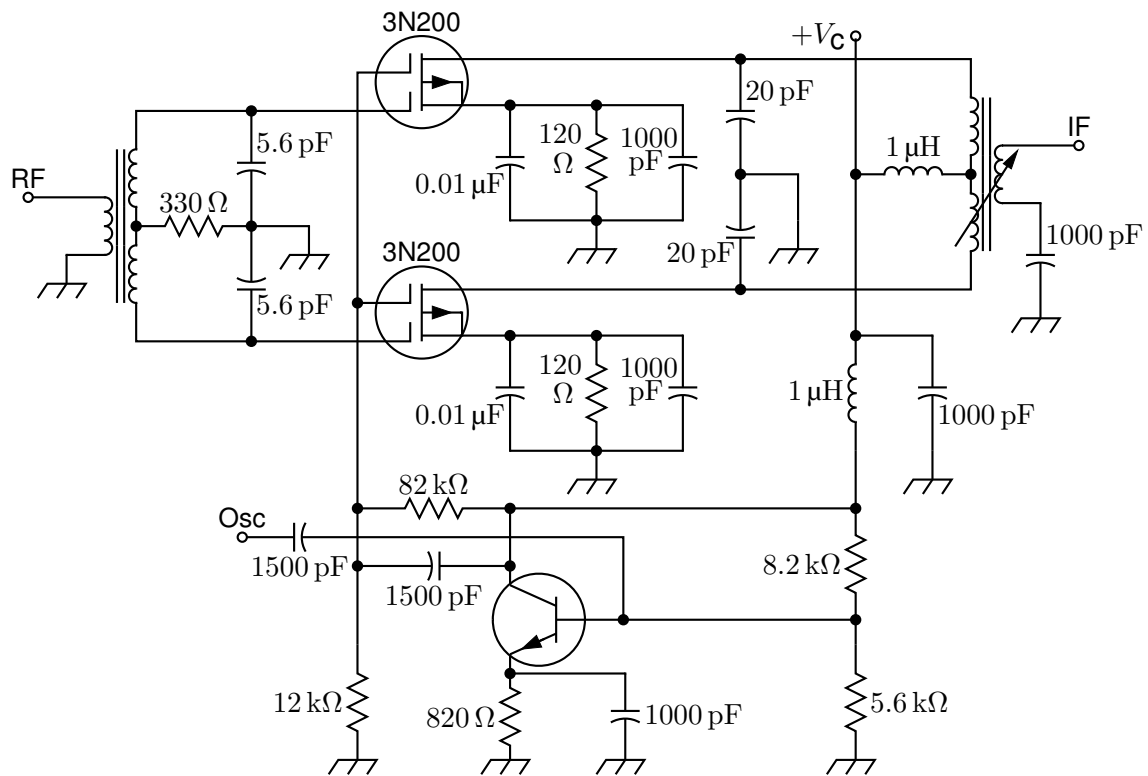 3N200
+VC
20 pF
5.6 pF
120
Ω
1000
pF
IF
1 µH
0.01 µF
RF
330 Ω
3N200
20 pF
1000 pF
5.6 pF
120
Ω
1000
pF
1 µH
0.01 µF
1000 pF
82 kΩ
Osc
1500 pF
8.2 kΩ
1500 pF
12 kΩ
820 Ω
1000 pF
5.6 kΩ